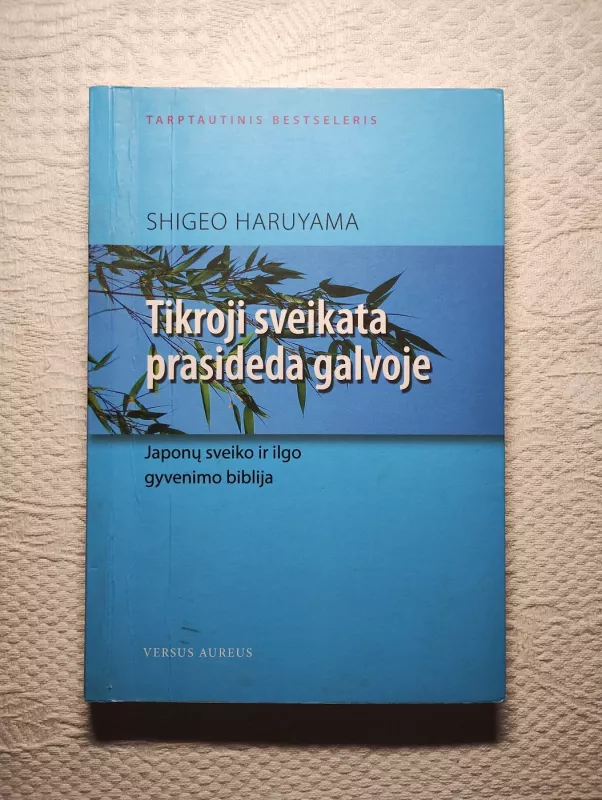 TARPTAUTINIS BESTSELERIS
SHIGEO HARUYAMA
Tikroji sveikata
prasideda galvoje
Japonų sveiko ir ilgo
gyvenimo biblija
VERSUS AUREUS